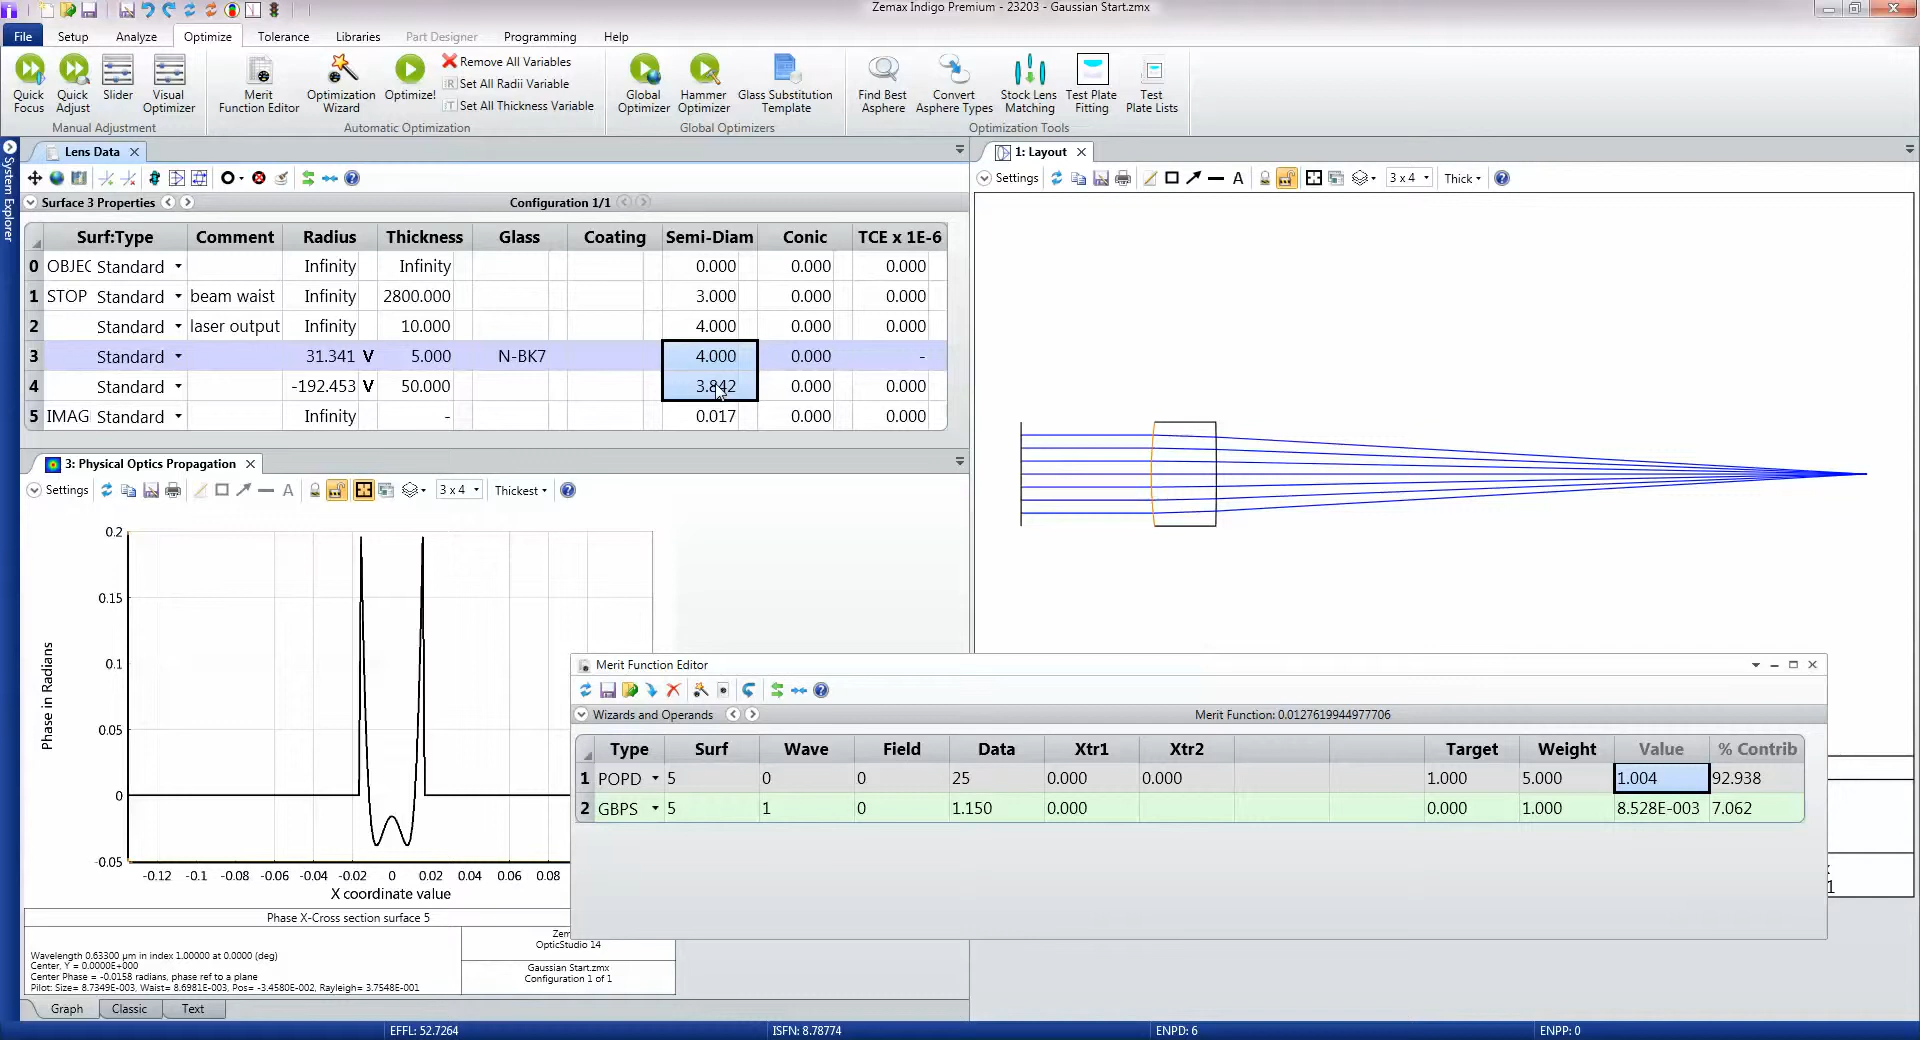 Zemax Indigo Premium - 23203 - Gaussian Start.zmx
File Setup Analyze Optimize Tolerance Libraries Part Designer Programming Help
Quick Focus
Quick Adjust
Slider
Visual Optimizer
Manual Adjustment
Merit Function Editor
Optimization Wizard
Optimize!
Remove All Variables
Set All Radii Variable
Set All Thickness Variable
Automatic Optimization
Global Optimizer
Hammer Optimizer
Glass Substitution Template
Global Optimizers
Find Best Asphere
Convert Asphere Types
Stock Lens Matching
Test Plate Fitting
Test Plate Lists
Optimization Tools
System Explorer
Lens Data
Surface 3 Properties
Configuration 1/1
Surf:Type Comment Radius Thickness Glass Coating Semi-Diam Conic TCE x 1E-6
0 OBJEC Standard Infinity Infinity 0.000 0.000 0.000
1 STOP Standard beam waist Infinity 2800.000 3.000 0.000 0.000
2 Standard laser output Infinity 10.000 4.000 0.000 0.000
3 Standard 31.341 V 5.000 N-BK7 4.000 0.000 -
4 Standard -192.453 V 50.000 3.842 0.000 0.000
5 IMAG Standard Infinity - 0.017 0.000 0.000
3: Physical Optics Propagation
Settings 3 x 4 Thickest
0.2
0.15
0.1
0.05
0
-0.05
Phase in Radians
-0.12 -0.1 -0.08 -0.06 -0.04 -0.02 0 0.02 0.04 0.06 0.08
X coordinate value
Phase X-Cross section surface 5
Wavelength 0.63300 µm in index 1.00000 at 0.0000 (deg)
Center, Y = 0.0000E+000
Center Phase = -0.0158 radians, phase ref to a plane
Pilot: Size= 8.7349E-003, Waist= 8.6981E-003, Pos= -3.4580E-002, Rayleigh= 3.7548E-001
Zem
OpticStudio 14
Gaussian Start.zmx
Configuration 1 of 1
Graph Classic Text
1: Layout
Settings A 3 x 4 Thick
Merit Function Editor
Wizards and Operands
Merit Function: 0.0127619944977706
Type Surf Wave Field Data Xtr1 Xtr2 Target Weight Value % Contrib
1 POPD 5 0 0 25 0.000 0.000 1.000 5.000 1.004 92.938
2 GBPS 5 1 0 1.150 0.000 0.000 1.000 8.528E-003 7.062
1
EFFL: 52.7264
ISFN: 8.78774
ENPD: 6
ENPP: 0